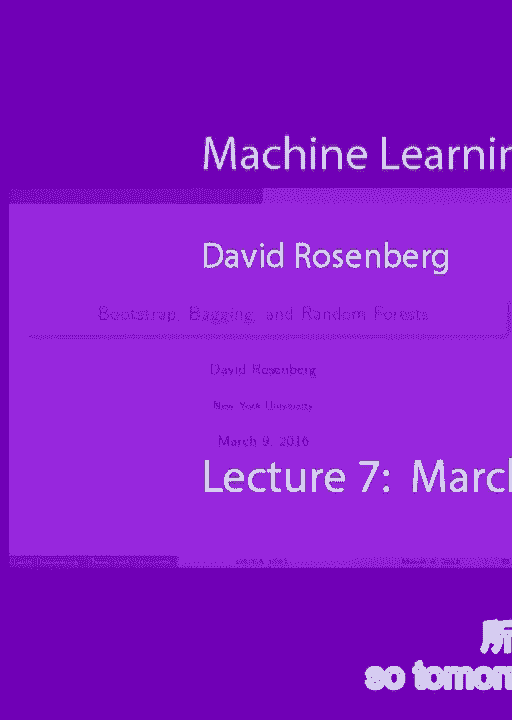 Machine Learnin
David Rosenberg
Bootstrap, Bagging, and Random Forests
David Rosenberg
New York University
March 9, 2016
Lecture 7: March
所
so tomor